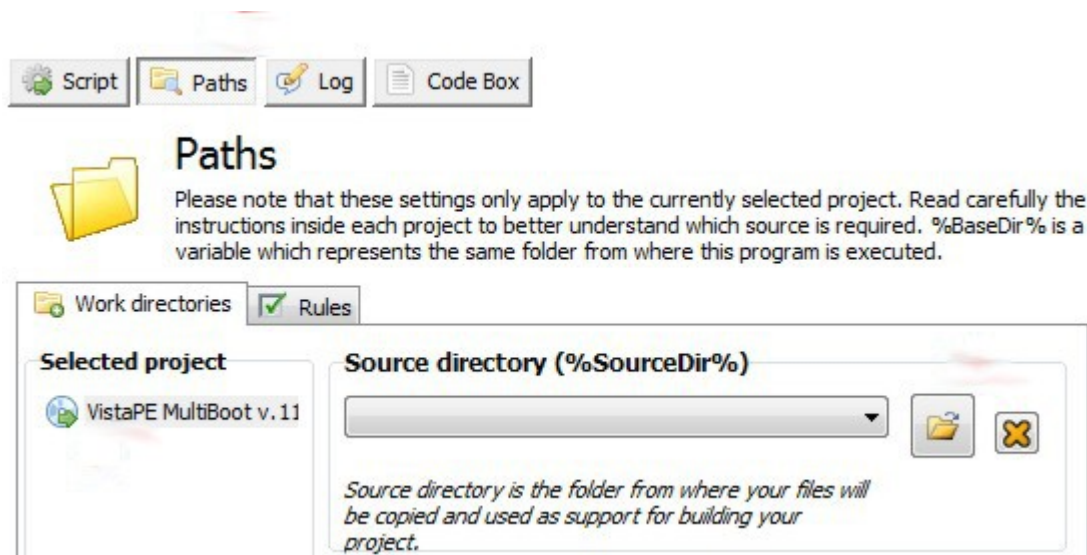 Script Paths Log Code Box
Paths
Please note that these settings only apply to the currently selected project. Read carefully the
instructions inside each project to better understand which source is required. %BaseDir% is a
variable which represents the same folder from where this program is executed.
Work directories Rules
Selected project
VistaPE MultiBoot v.11
Source directory (%SourceDir%)
Source directory is the folder from where your files will
be copied and used as support for building your
project.